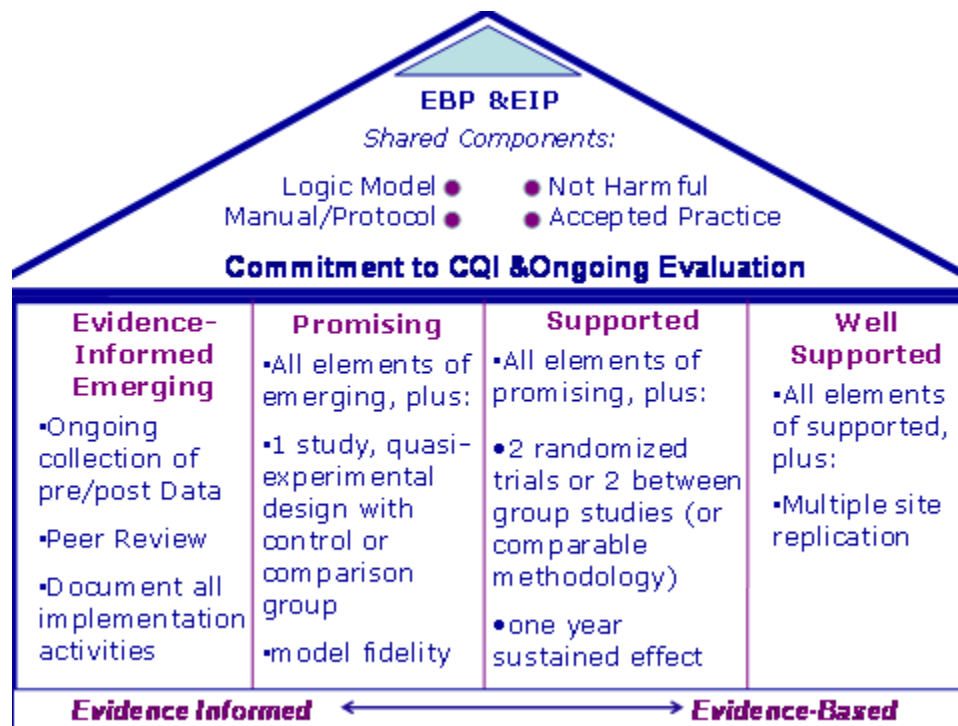 EBP &EIP
Shared Components:
Logic Model ● ● Not Harmful
Manual/Protocol ● ● Accepted Practice
Commitment to CQI &Ongoing Evaluation
Evidence-
Informed
Emerging
▪Ongoing
collection of
pre/post Data
▪Peer Review
▪Document all
implementation
activities
Promising
▪All elements of
emerging, plus:
▪1 study, quasi-
experimental
design with
control or
comparison
group
▪model fidelity
Supported
▪All elements of
promising, plus:
●2 randomized
trials or 2 between
group studies (or
comparable
methodology)
●one year
sustained effect
Well
Supported
▪All elements
of supported,
plus:
▪Multiple site
replication
Evidence Informed
Evidence-Based